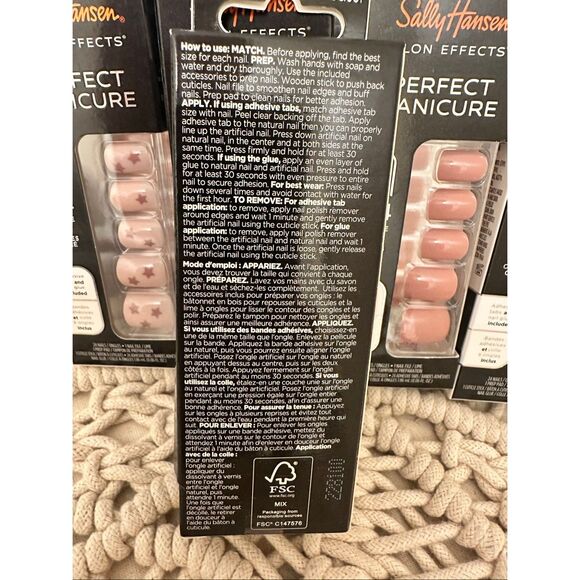 Sally Hansen
EFFECTS®
PERFECT
MANICURE
Sally Hansen
SALON EFFECTS®
PERFECT
MANICURE
How to use: MATCH. Before applying, find the best
size for each nail. PREP. Wash hands with soap and
water and dry thoroughly. Use the included
accessories to prep nails. Wooden stick to push back
cuticles. Nail file to smoothen nail edges and buff
nails. Prep pad to clean nails for better adhesion.
APPLY. If using adhesive tabs, match adhesive tab
size with nail. Peel clear backing off the tab. Apply
adhesive tab to the natural nail then you can properly
line up the artificial nail. Press artificial nail down on
natural nail, in the center and at both sides at the
same time. Press firmly and hold for at least 30
seconds. If using the glue, apply an even layer of
glue to natural nail and artificial nail. Press and hold
for at least 30 seconds with even pressure to entire
nail to secure adhesion. For best wear: Press nails
down several times and avoid contact with water for
the first hour. TO REMOVE: For adhesive tab
application: to remove, apply nail polish remover
around edges and wait 1 minute and gently remove
the artificial nail using the cuticle stick. For glue
application: to remove, apply nail polish remover
between the artificial nail and natural nail and wait 1
minute. Once the artificial nail is loose, gently detach
the artificial nail using the cuticle stick.
Mode d'emploi : APPARIEZ. Avant l'application,
vous devez trouver la taille qui convient à chaque
ongle. PRÉPAREZ. Lavez vos mains avec du savon
et de l'eau et séchez-les complètement. Utilisez les
accessoires inclus pour préparer vos ongles : le
bâtonnet en bois pour repousser les cuticules et la
lime à ongles pour lisser le contour des ongles et les
polir. Préparez le tampon pour nettoyer les ongles et
ainsi assurer une meilleure adhérence. APPLIQUEZ.
Si vous utilisez des bandes adhésives, choisissez-en
une de la même taille que l'ongle. Enlevez la pellicule
de la bande. Appliquez la bande adhésive sur l'ongle
naturel, puis vous pourrez ensuite aligner l'ongle
artificiel. Pressez l'ongle artificiel sur l'ongle naturel
en appuyant dessus au centre, puis sur les deux
côtés à la fois. Appuyez fermement sur l'ongle
artificiel pendant au moins 30 secondes. Si vous
utilisez la colle, étalez-en une couche unie sur l'ongle
naturel et sur l'ongle artificiel. Posez l'ongle artificiel
en exerçant une pression égale sur l'ongle entier
pendant au moins 30 secondes, afin d'assurer une
bonne adhérence. Pour assurer la tenue : Appuyez
sur les ongles à plusieurs reprises et évitez tout
contact avec de l'eau pendant la première heure qui
suit. POUR ENLEVER : Pour enlever les ongles
appliqués sur une bande adhésive, mettez du
dissolvant à vernis sur le contour de l'ongle et
attendez 1 minute afin d'enlever en douceur l'ongle
artificiel au moyen du bâton à cuticule. Application
avec de la colle :
pour enlever
l'ongle artificiel :
appliquer du
dissolvant à vernis
entre l'ongle
artificiel et l'ongle
naturel, puis
attendre 1 minute.
Une fois que
l'ongle artificiel se
décolle, le retirer
en douceur à
l'aide du bâton à
cuticule.
FSC
www.fsc.org
MIX
Packaging from
responsible sources
FSC® C147576
228100